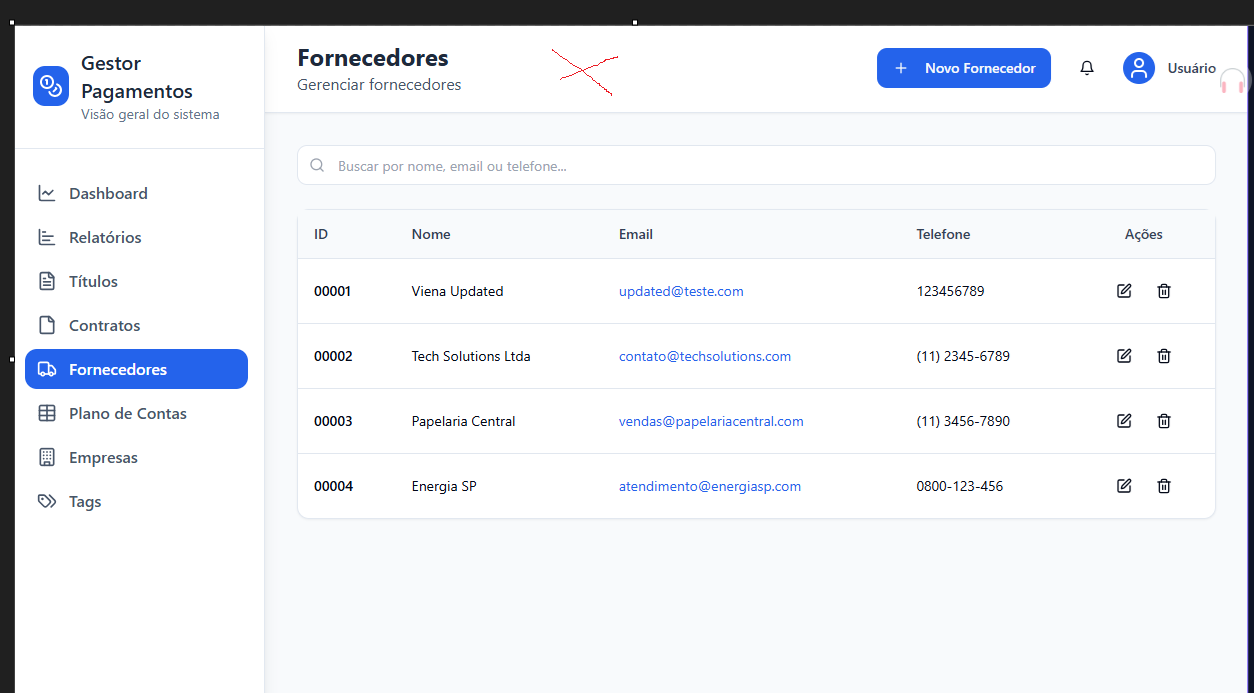 Gestor
Pagamentos
Visão geral do sistema
Dashboard
Relatórios
Títulos
Contratos
Fornecedores
Plano de Contas
Empresas
Tags
Fornecedores
Gerenciar fornecedores
+ Novo Fornecedor
Usuário
Buscar por nome, email ou telefone...
ID Nome Email Telefone Ações
00001 Viena Updated updated@teste.com 123456789
00002 Tech Solutions Ltda contato@techsolutions.com (11) 2345-6789
00003 Papelaria Central vendas@papelariacentral.com (11) 3456-7890
00004 Energia SP atendimento@energiasp.com 0800-123-456